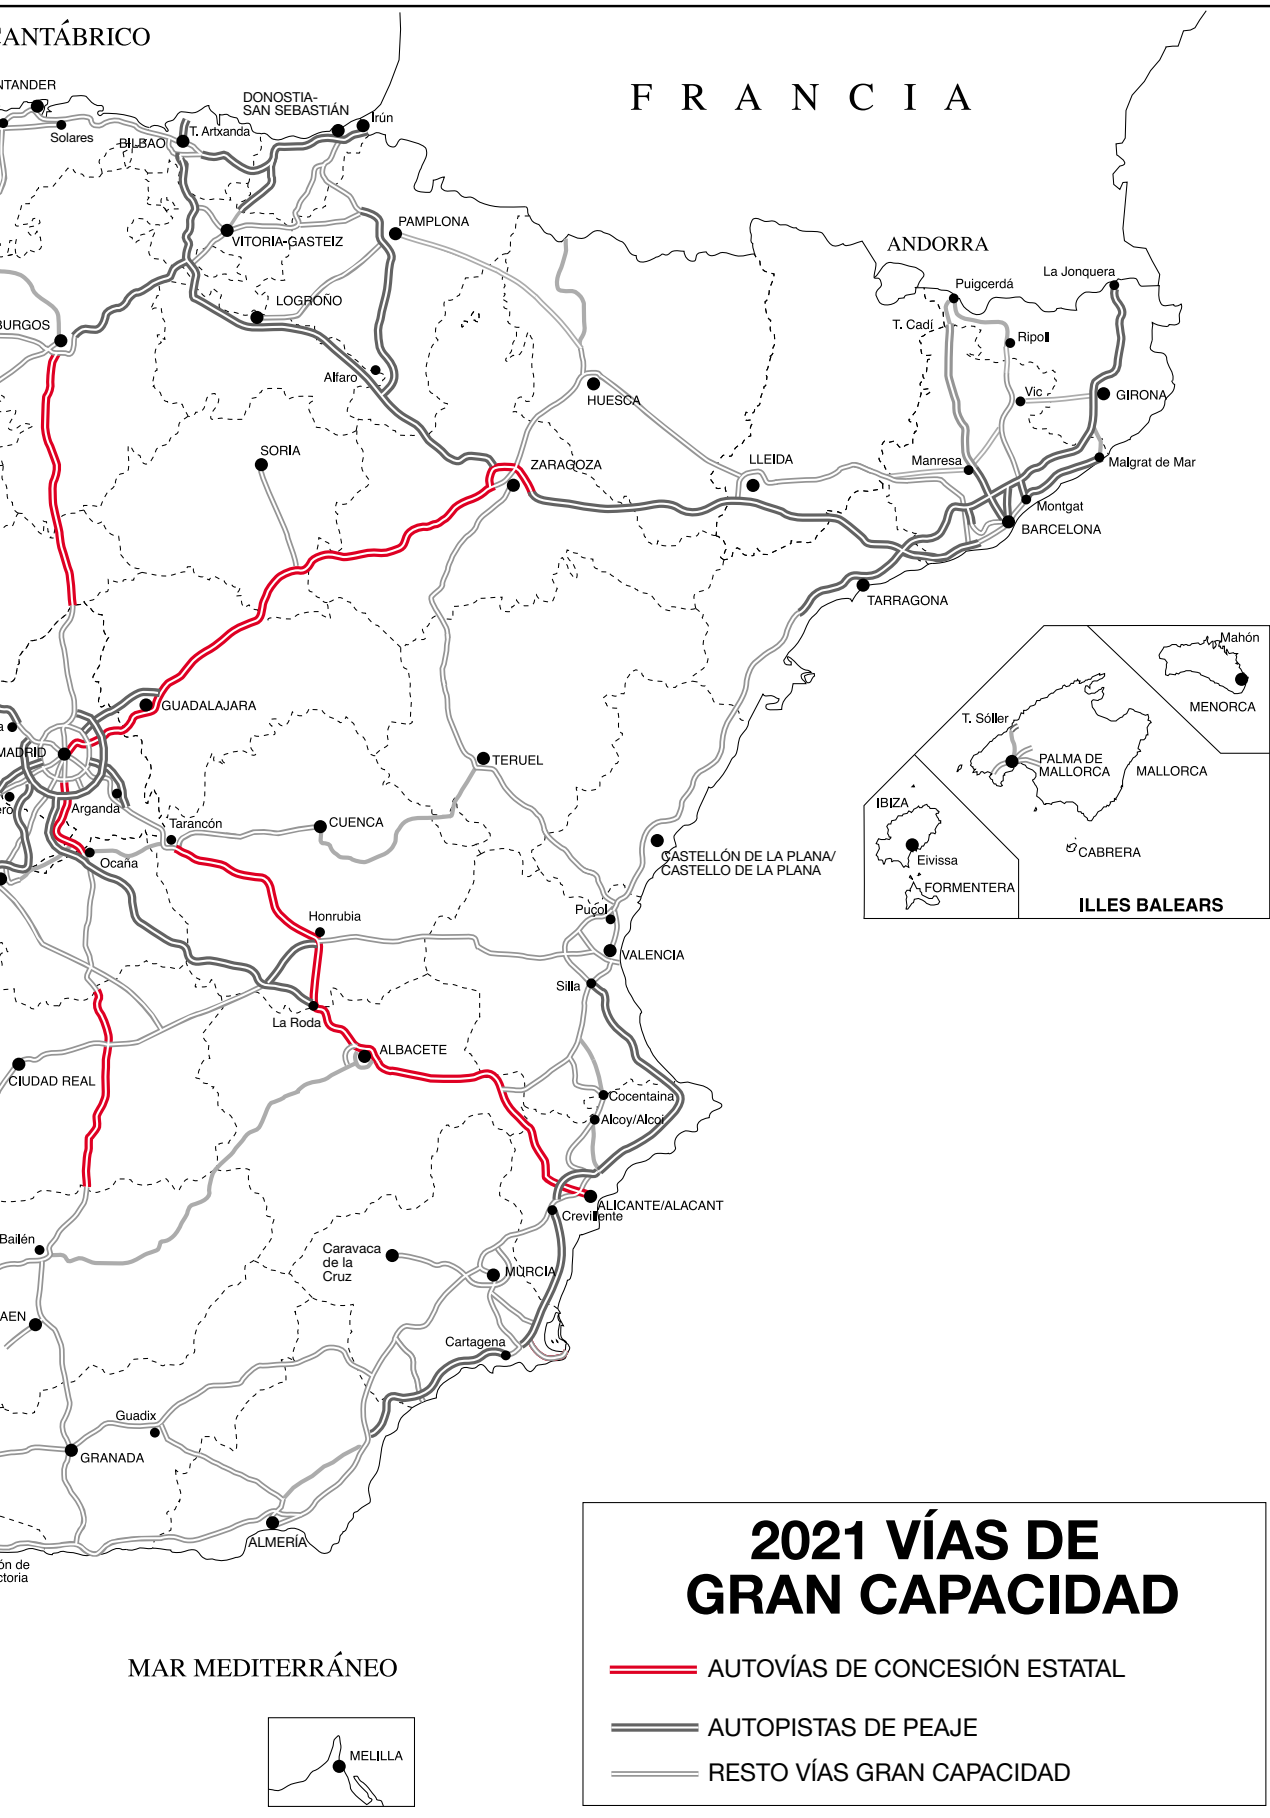 CANTÁBRICO
FRANCIA
DONOSTIA-
SAN SEBASTIÁN
Irún
T. Artxanda
Solares
BILBAO
PAMPLONA
VITORIA-GASTEIZ
ANDORRA
La Jonquera
Puigcerdá
LOGROÑO
BURGOS
T. Cadí
Ripoll
Alfaro
HUESCA
Vic
GIRONA
SORIA
ZARAGOZA
LLEIDA
Manresa
Malgrat de Mar
Montgat
BARCELONA
TARRAGONA
Mahón
MENORCA
GUADALAJARA
T. Sóller
MADRID
TERUEL
PALMA DE
MALLORCA
MALLORCA
IBIZA
Arganda
Tarancón
CUENCA
Ocaña
CASTELLÓN DE LA PLANA/
CASTELLO DE LA PLANA
Eivissa
CABRERA
FORMENTERA
ILLES BALEARS
Honrubia
Puçol
VALENCIA
Silla
La Roda
ALBACETE
CIUDAD REAL
Cocentaina
Alcoy/Alcoi
ALICANTE/ALACANT
Crevillente
Bailén
Caravaca
de la
Cruz
MURCIA
AEN
Cartagena
Guadix
GRANADA
ALMERÍA
ón de
ctoria
2021 VÍAS DE
GRAN CAPACIDAD
MAR MEDITERRÁNEO
AUTOVÍAS DE CONCESIÓN ESTATAL
AUTOPISTAS DE PEAJE
MELILLA
RESTO VÍAS GRAN CAPACIDAD